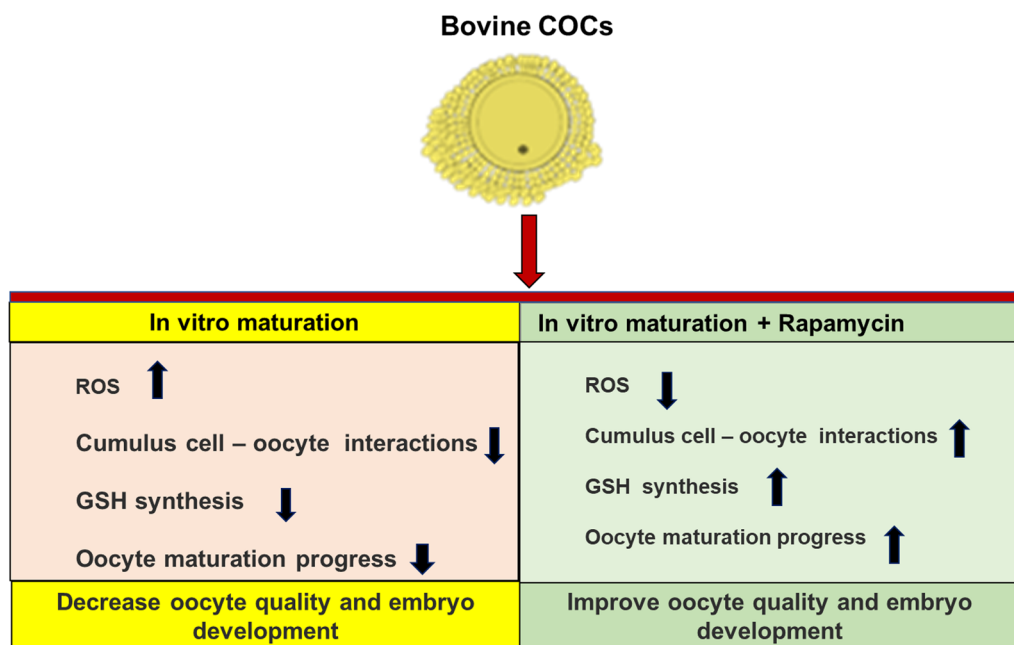 Bovine COCs
In vitro maturation
In vitro maturation + Rapamycin
ROS
Cumulus cell – oocyte interactions
GSH synthesis
Oocyte maturation progress
ROS
Cumulus cell – oocyte interactions
GSH synthesis
Oocyte maturation progress
Decrease oocyte quality and embryo
development
Improve oocyte quality and embryo
development